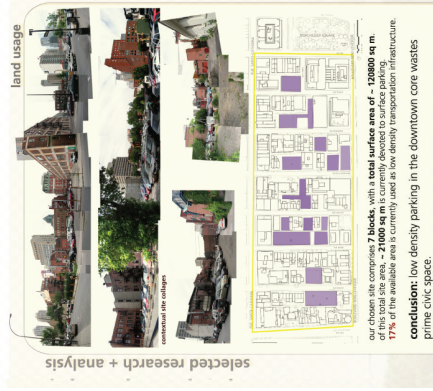 land usage
selected research + analysis
contextual site collages
our chosen site comprises 7 blocks, with a total surface area of ~ 120800 sq m.
of this total site area, ~ 21000 sq m is currently devoted to surface parking.
17% of the available area is currently used as low density transportation infrastructure.
conclusion: low density parking in the downtown core wastes
prime civic space.